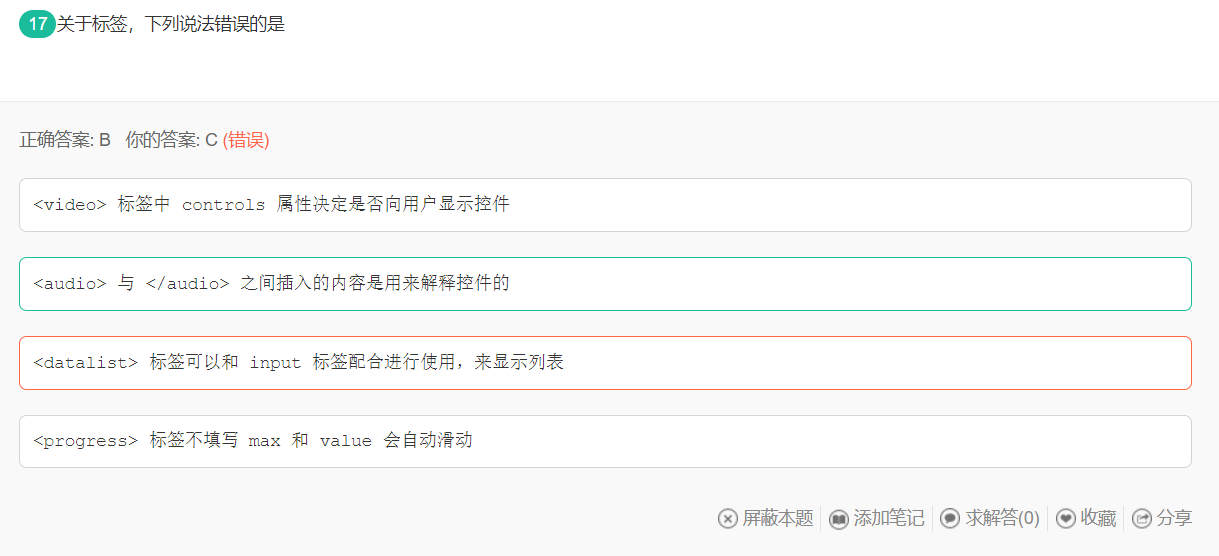 17 关于标签，下列说法错误的是
正确答案: B 你的答案: C (错误)
<video> 标签中 controls 属性决定是否向用户显示控件
<audio> 与 </audio> 之间插入的内容是用来解释控件的
<datalist> 标签可以和 input 标签配合进行使用，来显示列表
<progress> 标签不填写 max 和 value 会自动滑动
屏蔽本题 添加笔记 求解答(0) 收藏 分享